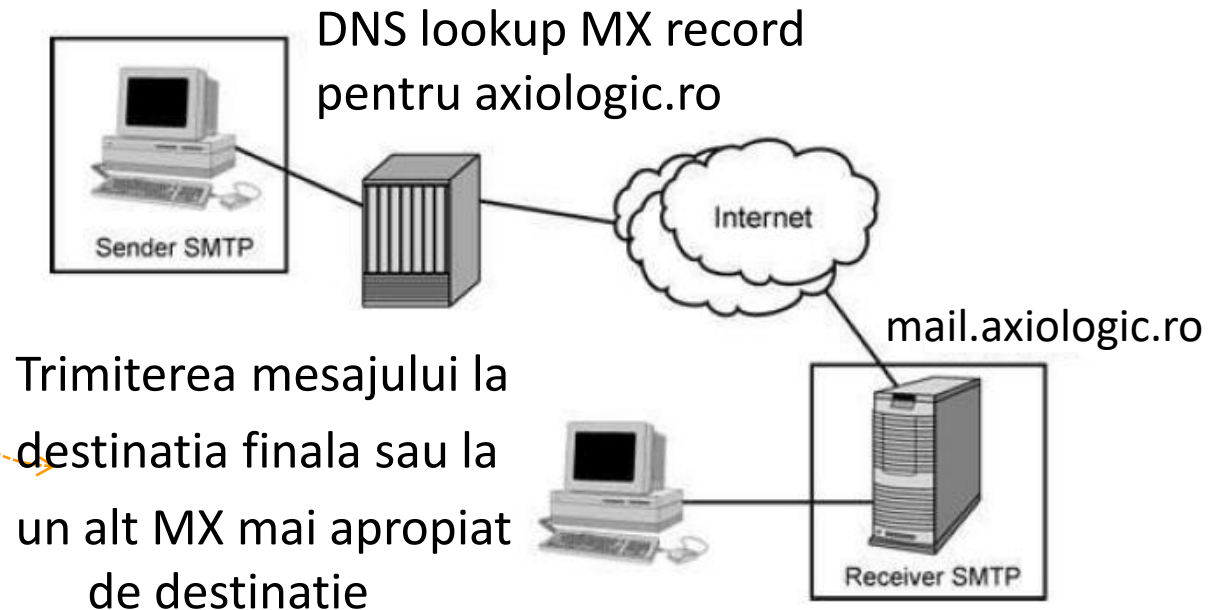 DNS lookup MX record
pentru axiologic.ro
Sender SMTP
Internet
mail.axiologic.ro
Trimiterea mesajului la
destinatia finala sau la
un alt MX mai apropiat
de destinatie
Receiver SMTP